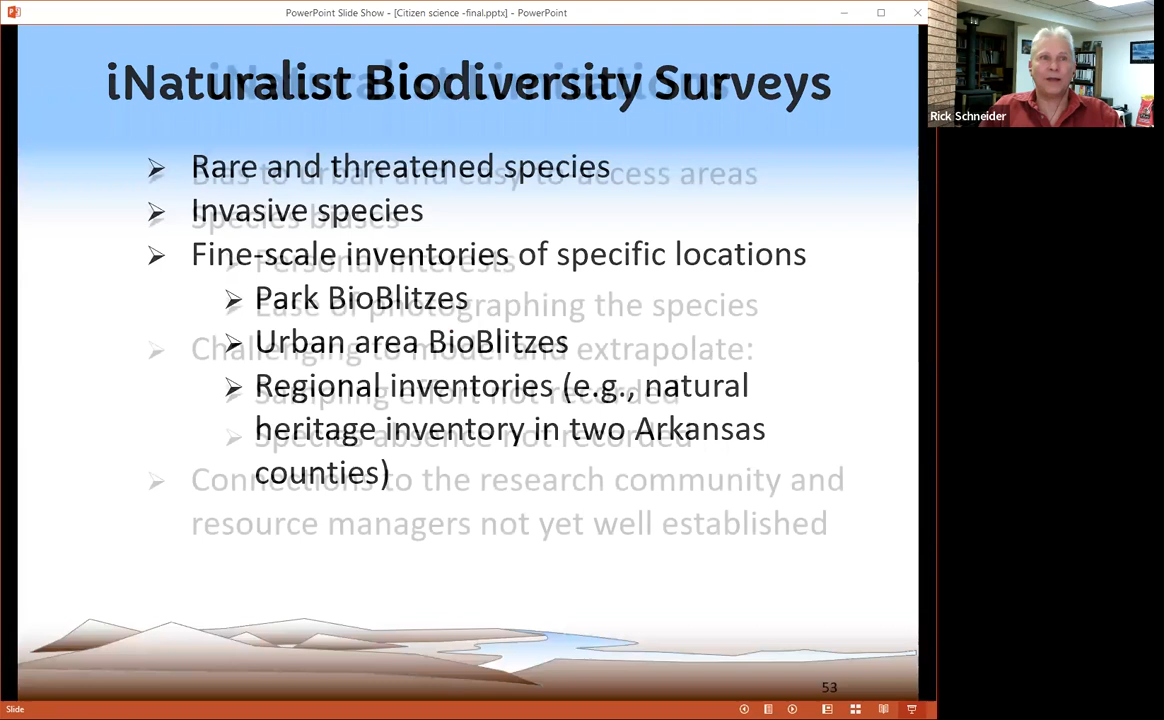 PowerPoint Slide Show - [Citizen science -final.pptx] - PowerPoint
Rick Schneider
iNaturalist Biodiversity Surveys
iNaturalist Limitations
➢ Rare and threatened species
➢ Bias to urban and easy to access areas
➢ Invasive species
➢ Species biases
➢ Fine-scale inventories of specific locations
➢ Personal interests
➢ Park BioBlitzes
➢ Ease of photographing the species
➢ Urban area BioBlitzes
➢ Challenging to model and extrapolate:
➢ Regional inventories (e.g., natural
➢ Sampling effort not recorded
heritage inventory in two Arkansas
➢ Species absence not recorded
counties)
➢ Connections to the research community and
resource managers not yet well established
53
Slide